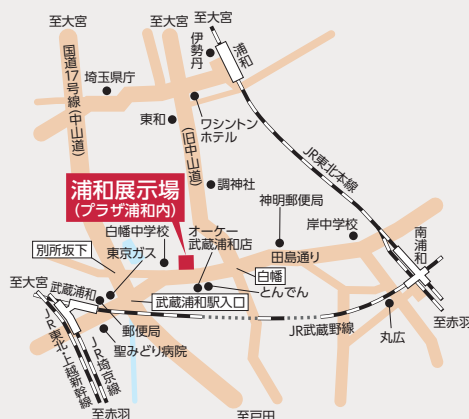 至大宮
至大宮
至大宮
伊勢丹
浦和
国道17号線(中山道)
埼玉県庁
東和
ワシントン
ホテル
(旧中山道)
JR東北本線
浦和展示場
(プラザ浦和内)
調神社
神明郵便局
岸中学校
南浦和
白幡中学校
オーケー
武蔵浦和店
田島通り
別所坂下
東京ガス
白幡
至大宮
武蔵浦和
武蔵浦和駅入口
とんでん
JR東北・上越新幹線
JR埼京線
郵便局
聖みどり病院
JR武蔵野線
丸広
至赤羽
至赤羽
至戸田